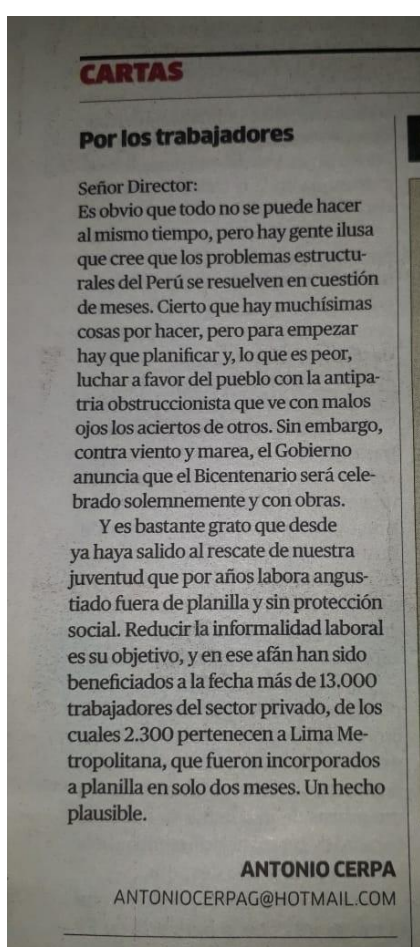 CARTAS
Por los trabajadores
Señor Director:
Es obvio que todo no se puede hacer
al mismo tiempo, pero hay gente ilusa
que cree que los problemas estructu-
rales del Perú se resuelven en cuestión
de meses. Cierto que hay muchísimas
cosas por hacer, pero para empezar
hay que planificar y, lo que es peor,
luchar a favor del pueblo con la antipa-
tria obstruccionista que ve con malos
ojos los aciertos de otros. Sin embargo,
contra viento y marea, el Gobierno
anuncia que el Bicentenario será cele-
brado solemnemente y con obras.
Y es bastante grato que desde
ya haya salido al rescate de nuestra
juventud que por años labora angus-
tiado fuera de planilla y sin protección
social. Reducir la informalidad laboral
es su objetivo, y en ese afán han sido
beneficiados a la fecha más de 13.000
trabajadores del sector privado, de los
cuales 2.300 pertenecen a Lima Me-
tropolitana, que fueron incorporados
a planilla en solo dos meses. Un hecho
plausible.
ANTONIO CERPA
ANTONIOCERPAG@HOTMAIL.COM